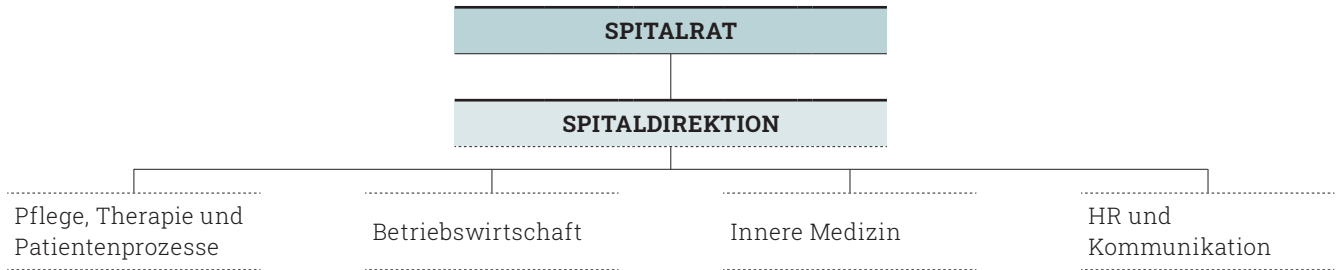 SPITALRAT
SPITALDIREKTION
Pflege, Therapie und
Patientenprozesse
Betriebswirtschaft
Innere Medizin
HR und
Kommunikation